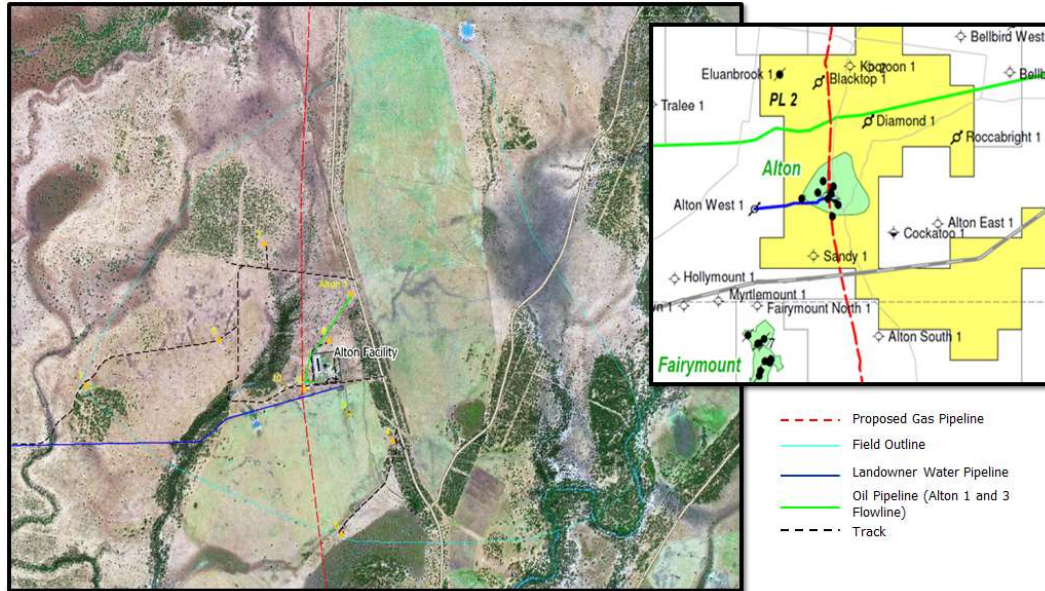 Alton 1
Alton Facility
Bellbird West
Kooroon 1
Eluanbrook 1
Blacktop 1
PL 2
Tralee 1
Diamond 1
Roccabright 1
Alton
Alton West 1
Alton East 1
Cockatoo 1
Sandy 1
Hollymount 1
Myrtlemount 1
Fairymount North 1
Alton South 1
Fairymount
Proposed Gas Pipeline
Field Outline
Landowner Water Pipeline
Oil Pipeline (Alton 1 and 3
Flowline)
Track